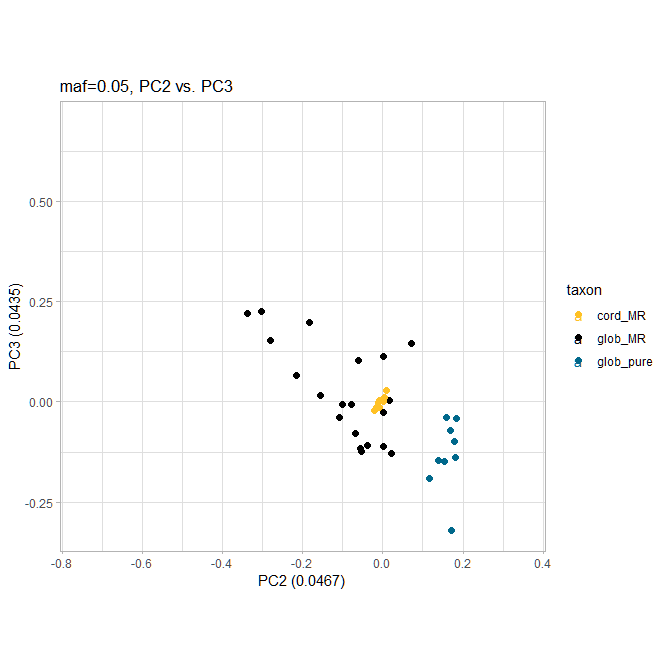 maf=0.05, PC2 vs. PC3
0.50
0.25
0.00
-0.25
PC3 (0.0435)
-0.8 -0.6 -0.4 -0.2 0.0 0.2 0.4
PC2 (0.0467)
taxon
a cord_MR
a glob_MR
a glob_pure